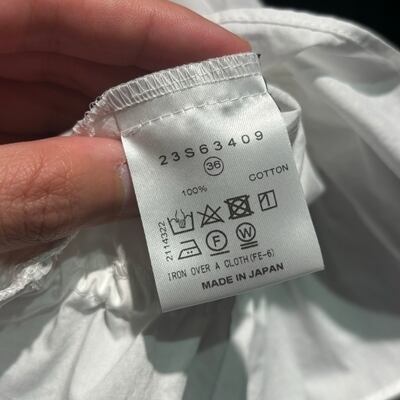 23S63409
36
100% COTTON
2114322
F W
IRON OVER A CLOTH(FE-6)
MADE IN JAPAN